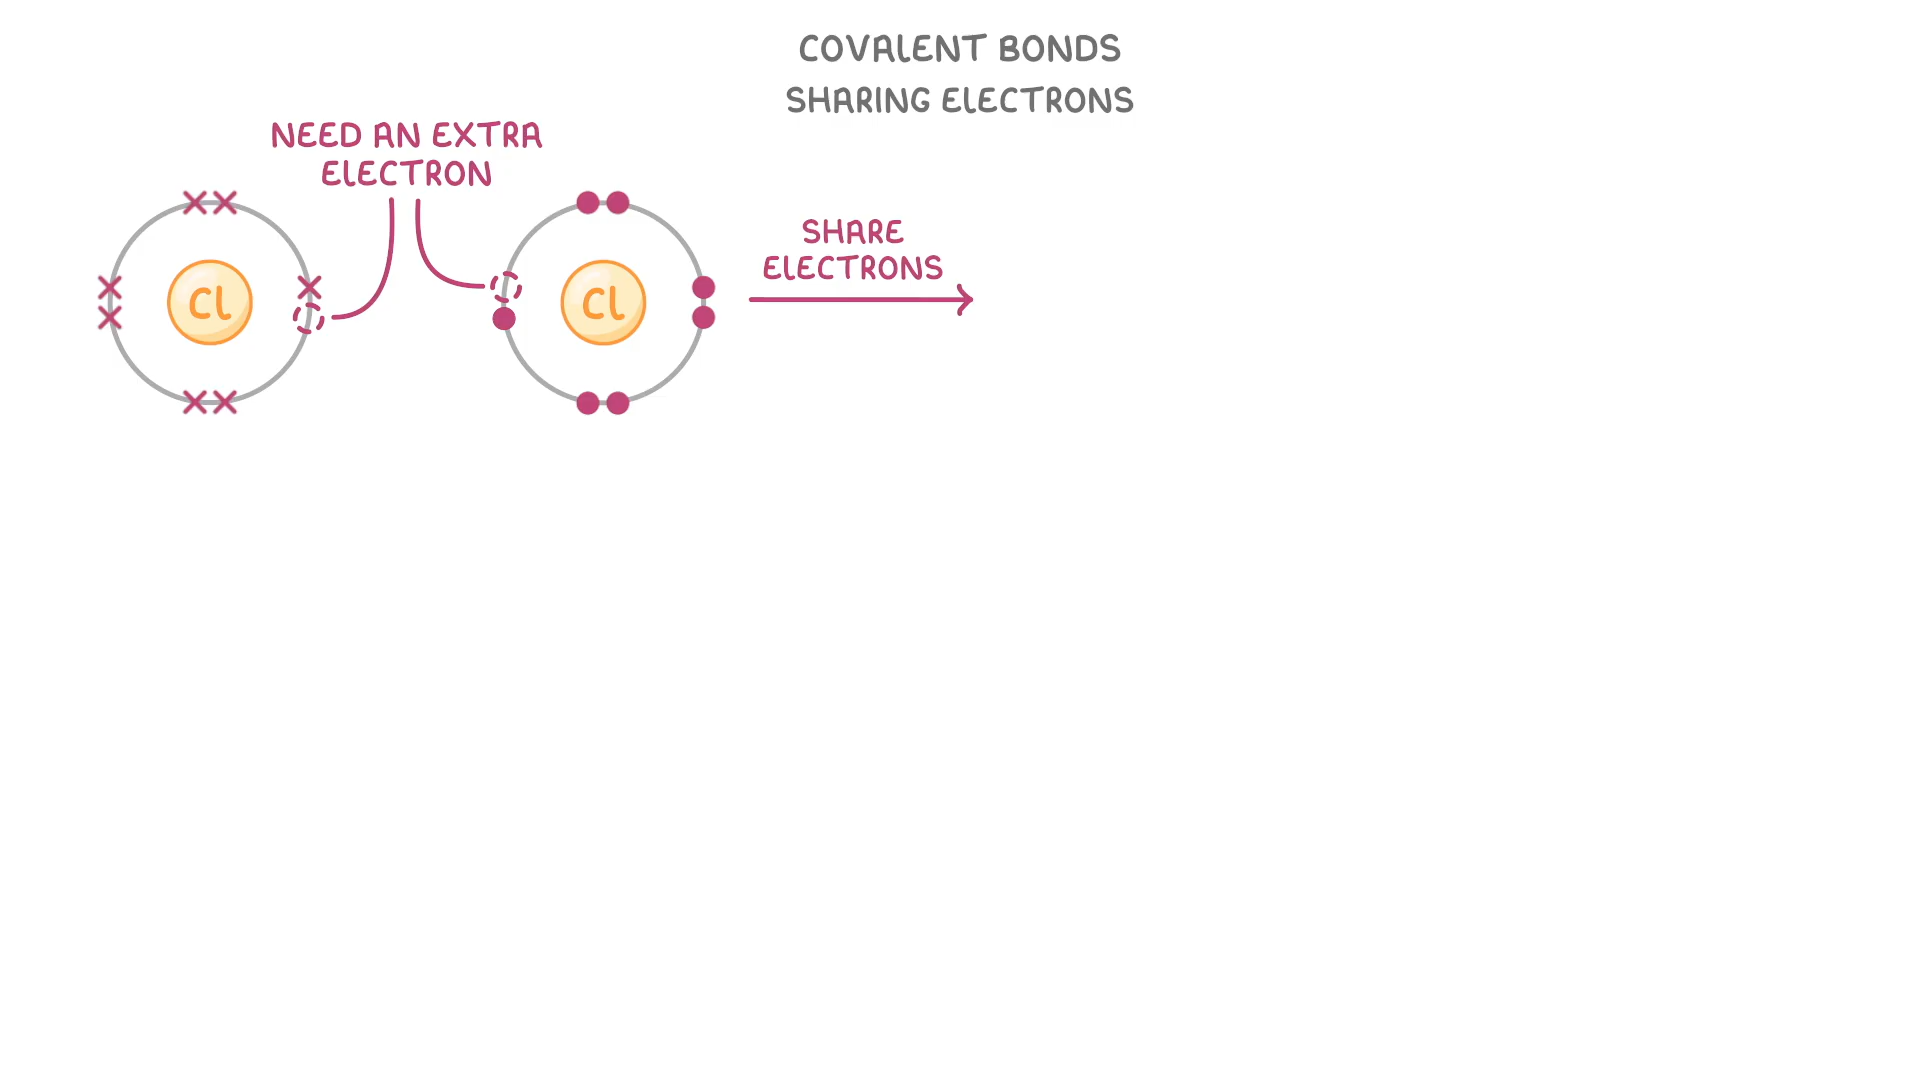 COVALENT BONDS
SHARING ELECTRONS
NEED AN EXTRA
ELECTRON
SHARE
ELECTRONS
Cl
Cl